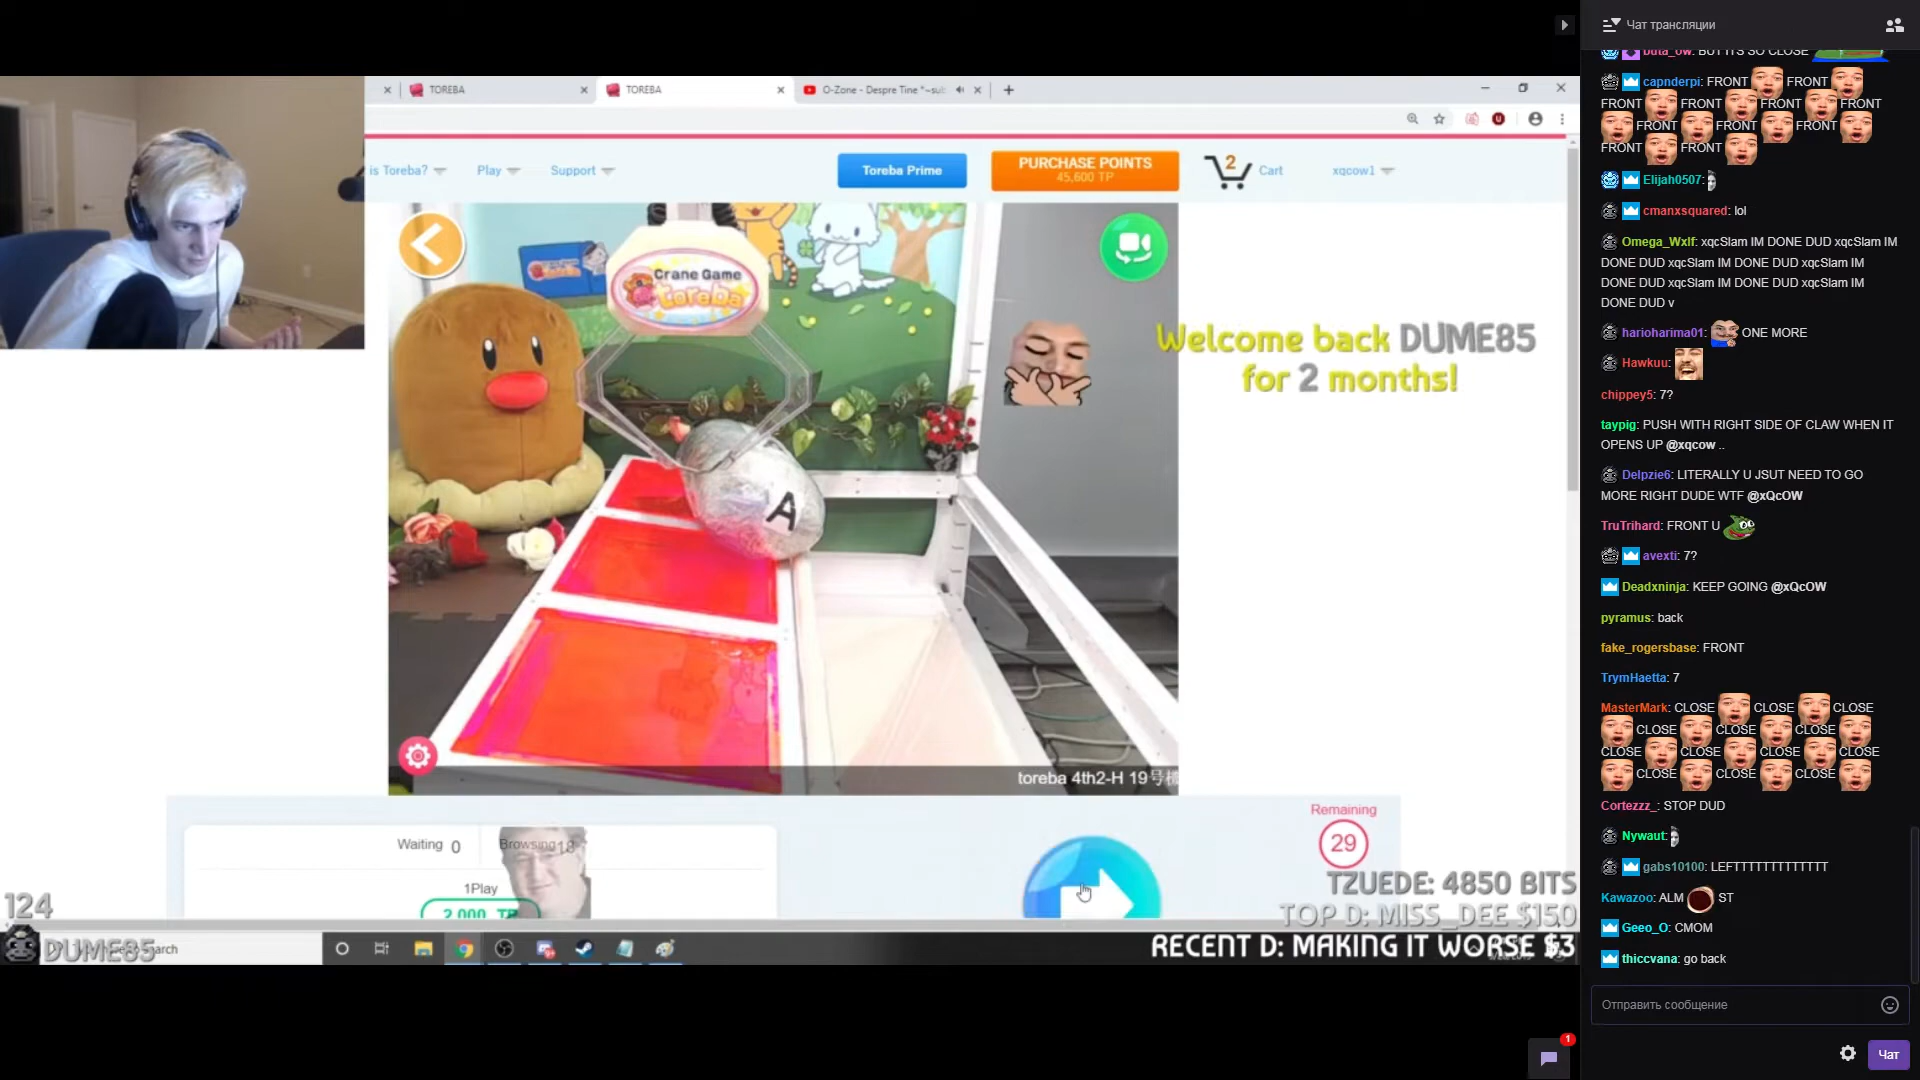 TOREBA
TOREBA
O-Zone - Despre Tine *~sub
is Toreba?
Play
Support
Toreba Prime
PURCHASE POINTS
45,600 TP
2
Cart
xqcow1
Crane Game
toreba
A
Welcome back DUME85
for 2 months!
toreba 4th2-H 19号機
Waiting 0
Browsing 18
1Play
2,000 TP
Remaining
29
TZUEDE: 4850 BITS
TOP D: MISS_DEE $150
RECENT D: MAKING IT WORSE $3
124
DUME85
search
Чат трансляции
buta_ow: BUT ITS SO CLOSE
capnderpi: FRONT FRONT
FRONT FRONT FRONT FRONT
FRONT FRONT FRONT
FRONT FRONT
Elijah0507:
cmanxsquared: lol
Omega_Wxlf: xqcSlam IM DONE DUD xqcSlam IM
DONE DUD xqcSlam IM DONE DUD xqcSlam IM
DONE DUD xqcSlam IM DONE DUD xqcSlam IM
DONE DUD v
harioharima01: ONE MORE
Hawkuu:
chippey5: 7?
taypig: PUSH WITH RIGHT SIDE OF CLAW WHEN IT
OPENS UP @xqcow ..
Delpzie6: LITERALLY U JSUT NEED TO GO
MORE RIGHT DUDE WTF @xQcOW
TruTrihard: FRONT U
avexti: 7?
Deadxninja: KEEP GOING @xQcOW
pyramus: back
fake_rogersbase: FRONT
TrymHaetta: 7
MasterMark: CLOSE CLOSE CLOSE
CLOSE CLOSE CLOSE
CLOSE CLOSE CLOSE CLOSE
CLOSE CLOSE CLOSE
Cortezzz_: STOP DUD
Nywaut:
gabs10100: LEFTTTTTTTTTTTTT
Kawazoo: ALM ST
Geeo_O: CMOM
thiccvana: go back
Отправить сообщение
1
Чат